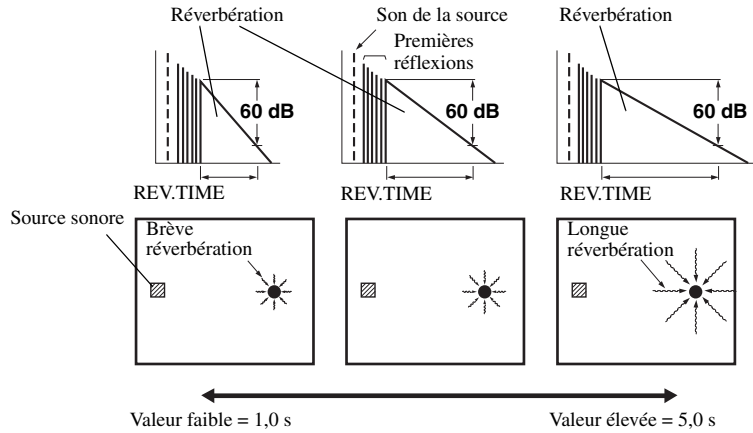 Réverbération
Son de la source
Réverbération
Premières
réflexions
60 dB
60 dB
60 dB
REV.TIME
REV.TIME
REV.TIME
Source sonore
Brève
réverbération
Longue
réverbération
Valeur faible = 1,0 s
Valeur élevée = 5,0 s